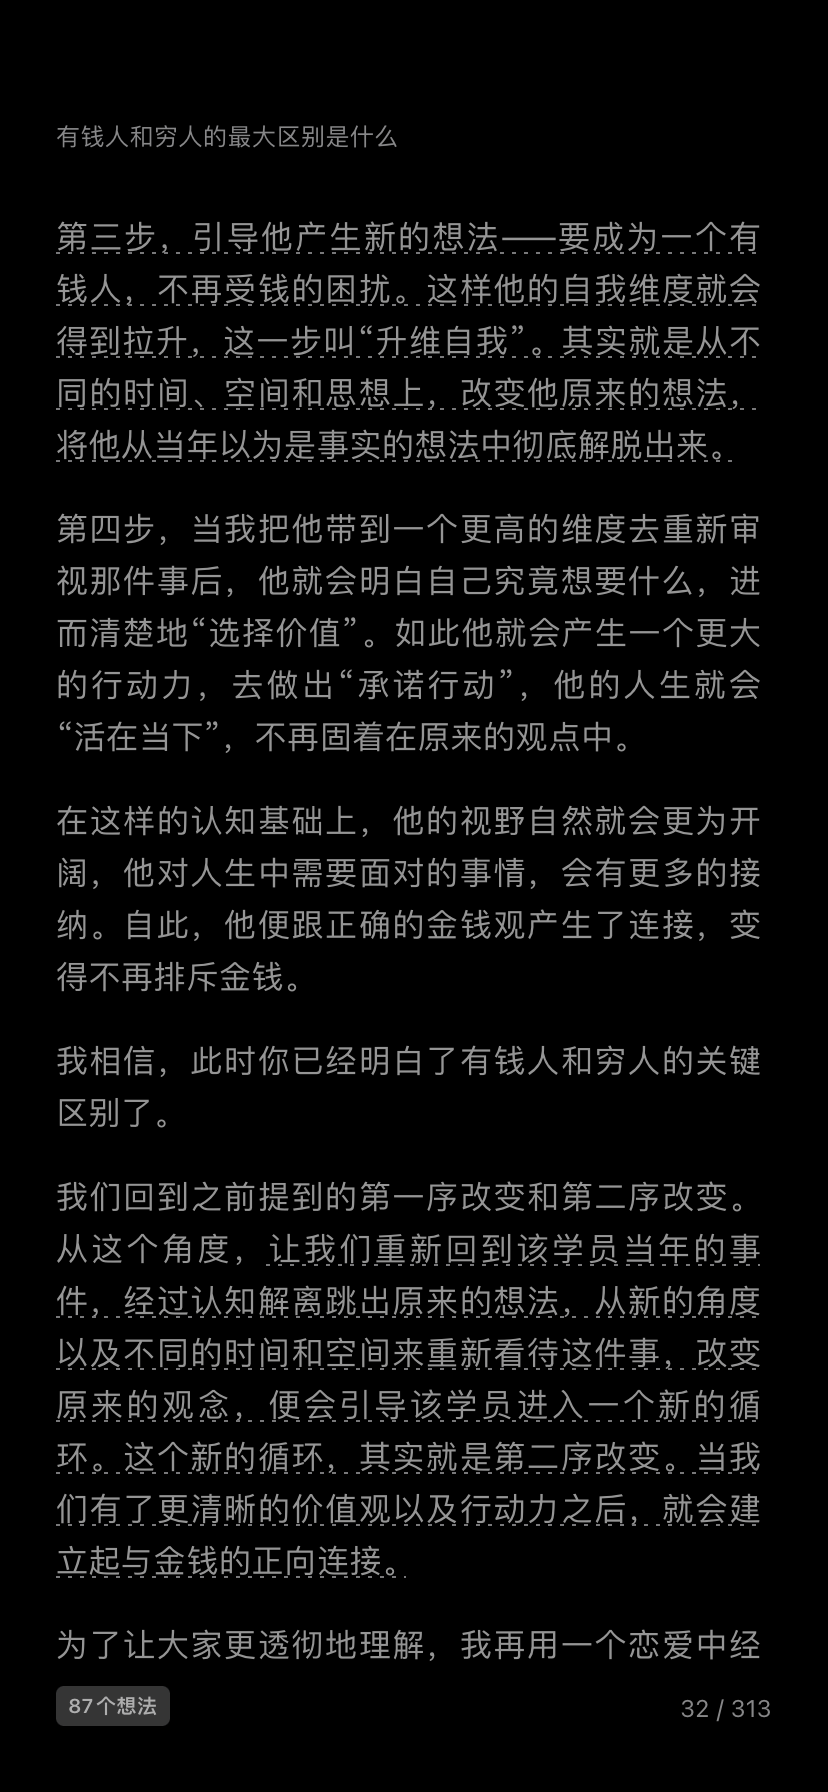 有钱人和穷人的最大区别是什么
第三步，引导他产生新的想法——要成为一个有
钱人，不再受钱的困扰。这样他的自我维度就会
得到拉升，这一步叫“升维自我”。其实就是从不
同的时间、空间和思想上，改变他原来的想法，
将他从当年以为是事实的想法中彻底解脱出来。
第四步，当我把他带到一个更高的维度去重新审
视那件事后，他就会明白自己究竟想要什么，进
而清楚地“选择价值”。如此他就会产生一个更大
的行动力，去做出“承诺行动”，他的人生就会
“活在当下”，不再固着在原来的观点中。
在这样的认知基础上，他的视野自然就会更为开
阔，他对人生中需要面对的事情，会有更多的接
纳。自此，他便跟正确的金钱观产生了连接，变
得不再排斥金钱。
我相信，此时你已经明白了有钱人和穷人的关键
区别了。
我们回到之前提到的第一序改变和第二序改变。
从这个角度，让我们重新回到该学员当年的事
件，经过认知解离跳出原来的想法，从新的角度
以及不同的时间和空间来重新看待这件事，改变
原来的观念，便会引导该学员进入一个新的循
环。这个新的循环，其实就是第二序改变。当我
们有了更清晰的价值观以及行动力之后，就会建
立起与金钱的正向连接。
为了让大家更透彻地理解，我再用一个恋爱中经
87个想法
32 / 313